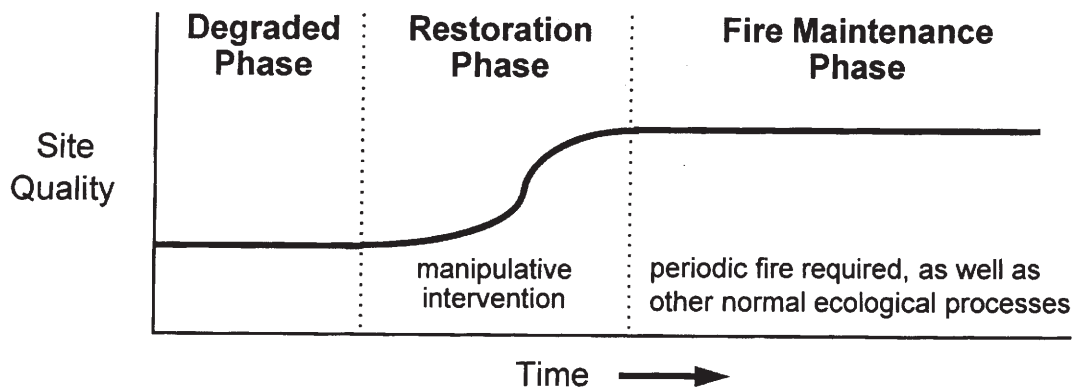 Degraded
Phase
Restoration
Phase
Fire Maintenance
Phase
Site
Quality
manipulative
intervention
periodic fire required, as well as
other normal ecological processes
Time